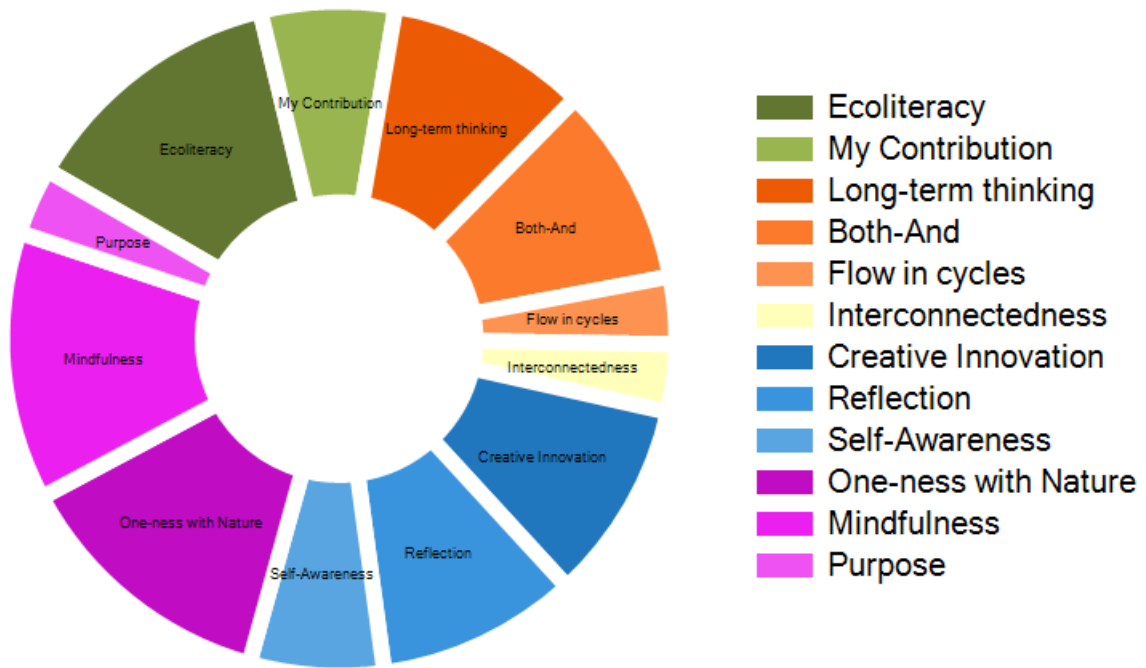 My Contribution
Long-term thinking
Ecoliteracy
Both-And
Purpose
Flow in cycles
Mindfulness
Interconnectedness
Creative Innovation
One-ness with Nature
Reflection
Self-Awareness
Ecoliteracy
My Contribution
Long-term thinking
Both-And
Flow in cycles
Interconnectedness
Creative Innovation
Reflection
Self-Awareness
One-ness with Nature
Mindfulness
Purpose